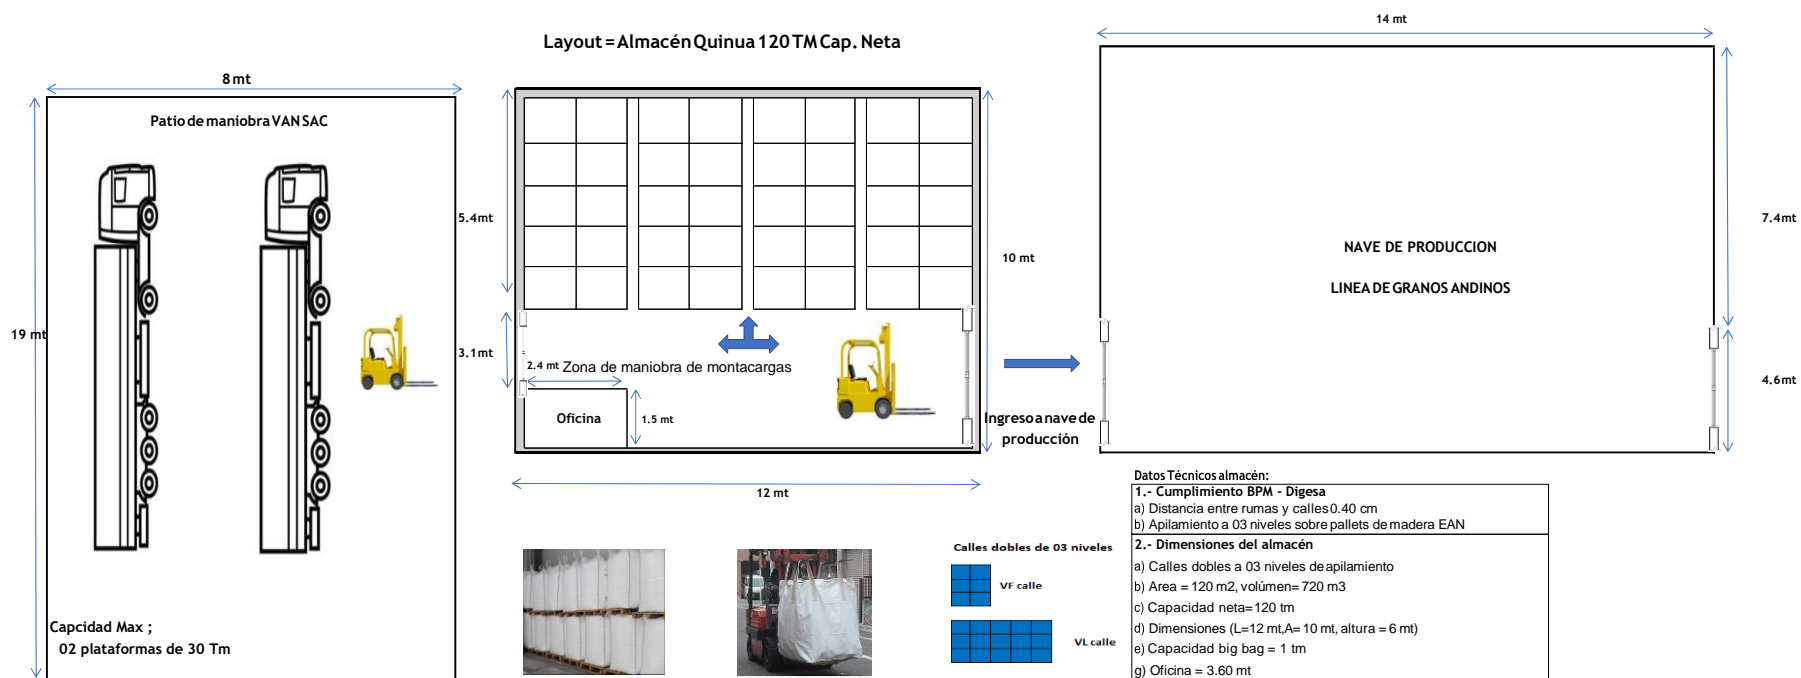 14 mt
Layout = Almacén Quinua 120 TM Cap. Neta
8 mt
Patio de maniobra VAN SAC
5.4mt
19 mt
3.1mt
10 mt
2.4 mt Zona de maniobra de montacargas
Oficina
1.5 mt
Ingreso a nave de
producción
12 mt
NAVE DE PRODUCCION
LINEA DE GRANOS ANDINOS
7.4mt
4.6mt
Capcidad Max ;
02 plataformas de 30 Tm
Calles dobles de 03 niveles
VF calle
VL calle
Datos Técnicos almacén:
1.- Cumplimiento BPM - Digesa
a) Distancia entre rumas y calles 0.40 cm
b) Apilamiento a 03 niveles sobre pallets de madera EAN
2.- Dimensiones del almacén
a) Calles dobles a 03 niveles de apilamiento
b) Area = 120 m2, volúmen= 720 m3
c) Capacidad neta= 120 tm
d) Dimensiones (L=12 mt,A= 10 mt, altura = 6 mt)
e) Capacidad big bag = 1 tm
g) Oficina = 3.60 mt